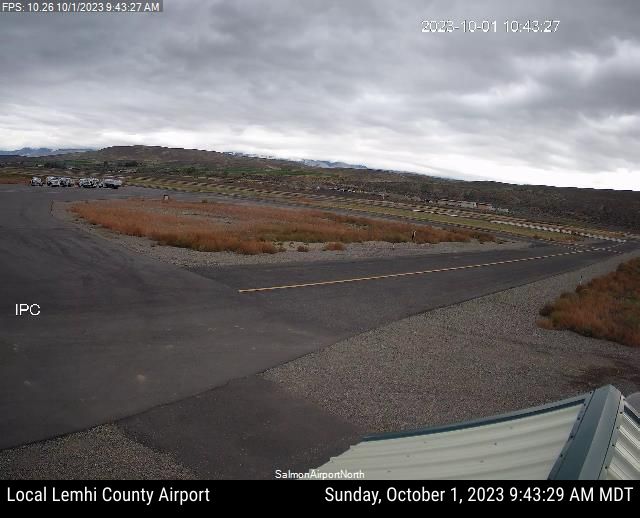 FPS: 10.26 10/1/2023 9:43:27 AM
2023-10-01 10:43:27
IPC
SalmonAirportNorth
Local Lemhi County Airport Sunday, October 1, 2023 9:43:29 AM MDT